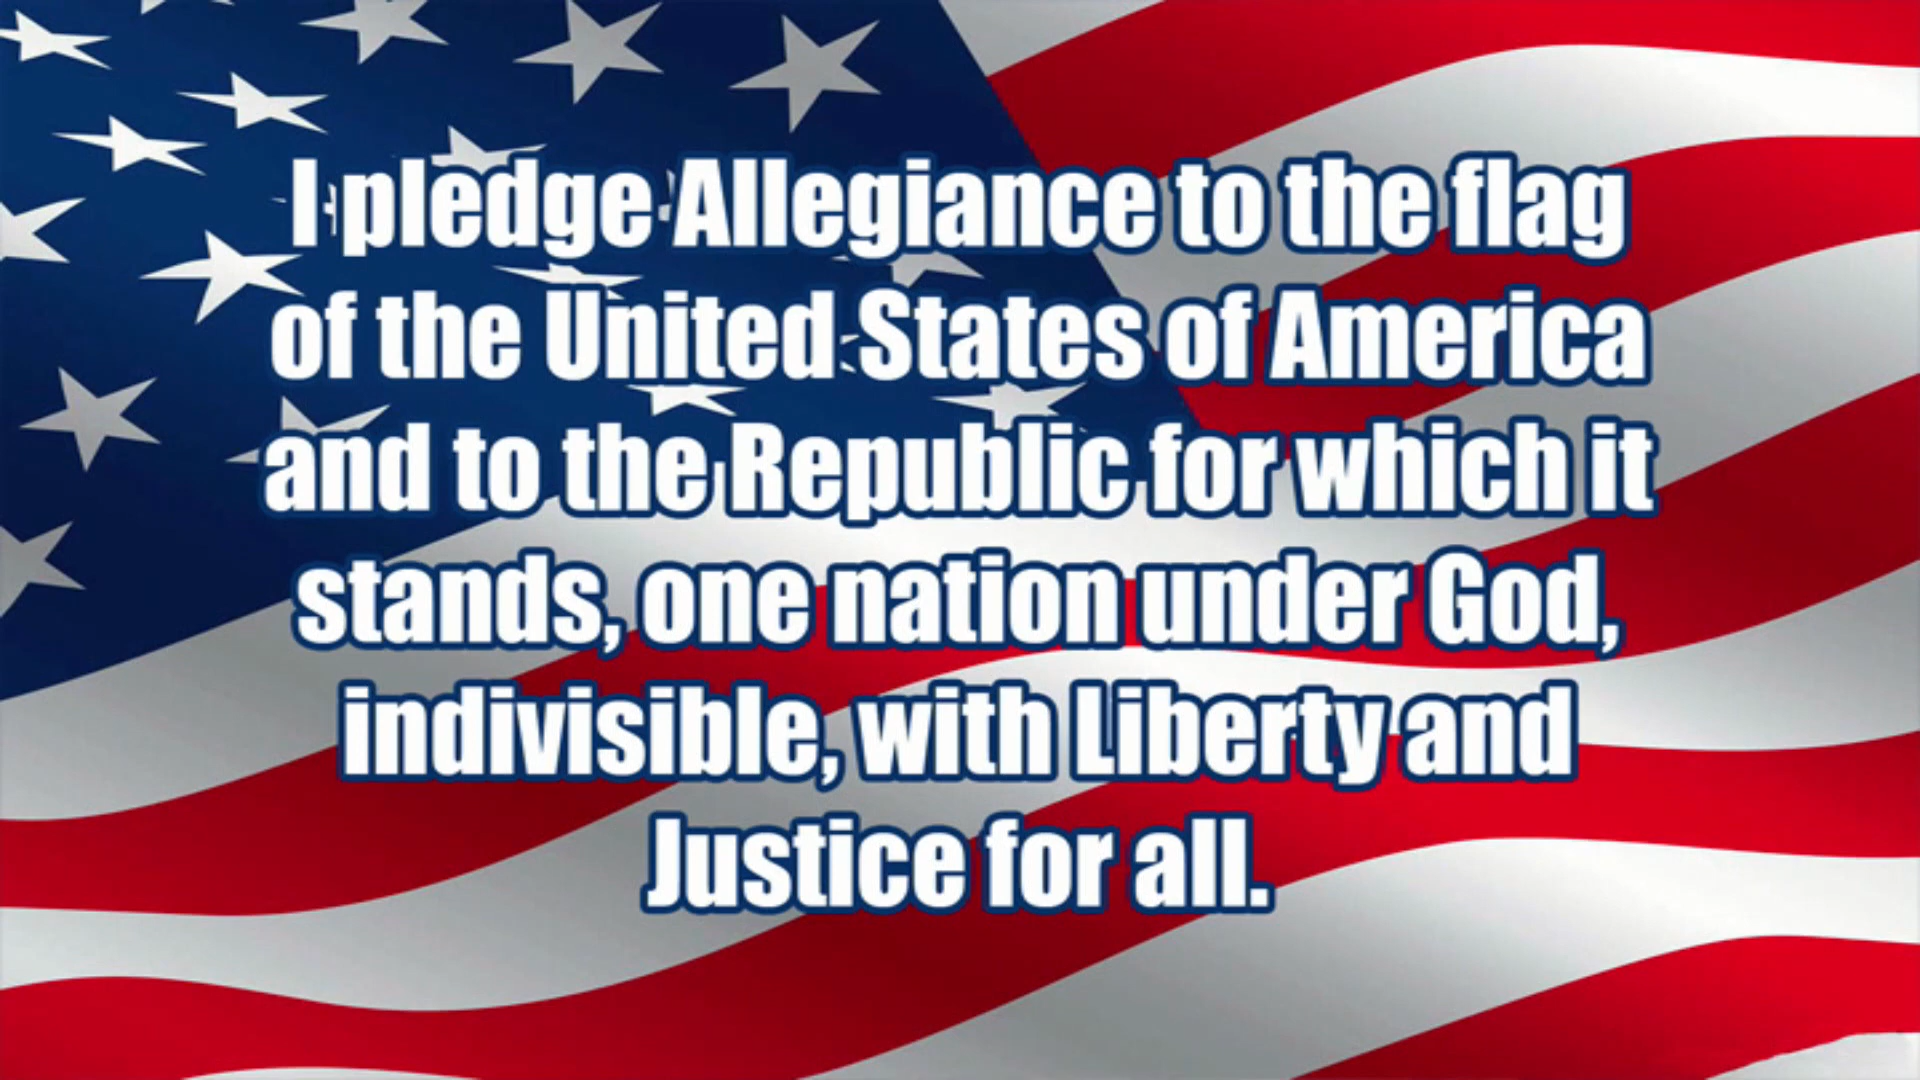 I pledge Allegiance to the flag
of the United States of America
and to the Republic for which it
stands, one nation under God,
indivisible, with Liberty and
Justice for all.